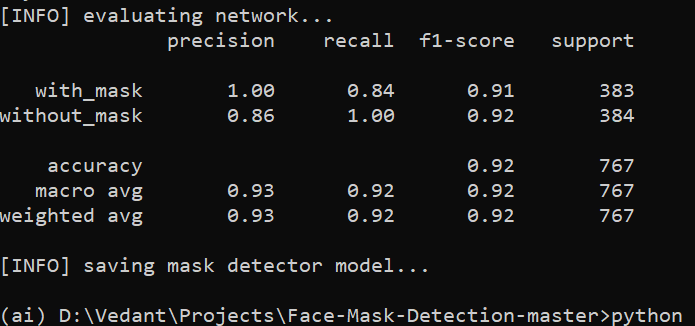 [INFO] evaluating network...
precision recall f1-score support
with_mask 1.00 0.84 0.91 383
without_mask 0.86 1.00 0.92 384
accuracy 0.92 767
macro avg 0.93 0.92 0.92 767
weighted avg 0.93 0.92 0.92 767
[INFO] saving mask detector model...
(ai) D:\Vedant\Projects\Face-Mask-Detection-master>python